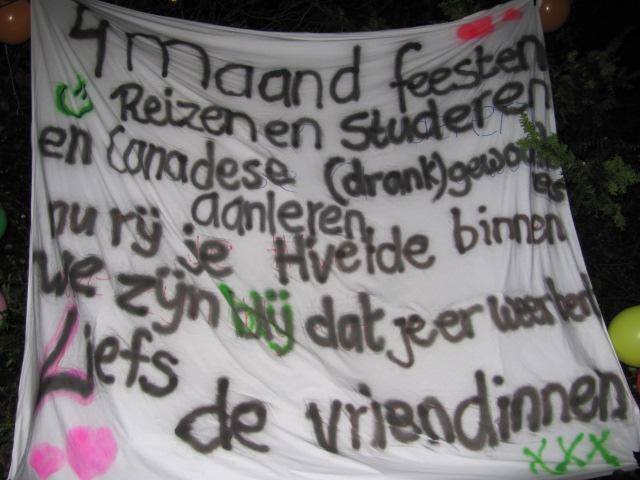 4 maand feesten
Reizen en studeren
en Canadese (drank)gewoontes
aanleren
nu rij je Hivelde binnen
we zijn blij dat je er weer bent
Liefs
de vriendinnen
xxx